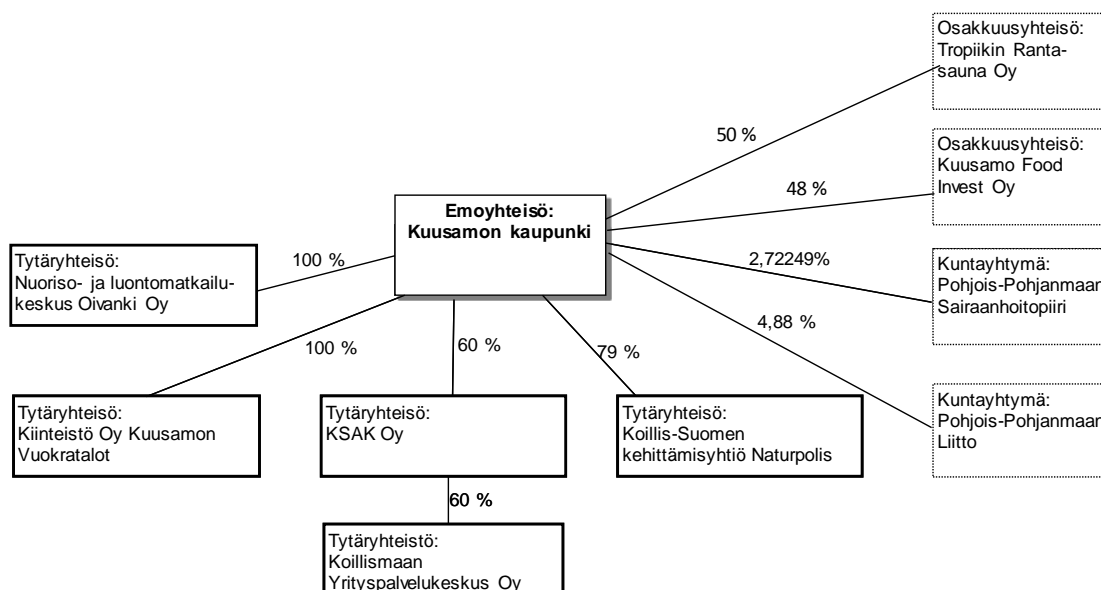 Osakkuusyhteisö:
Tropiikin Ranta-
sauna Oy
50 %
Osakkuusyhteisö:
Kuusamo Food
Invest Oy
48 %
Emoyhteisö:
Kuusamon kaupunki
Tytäryhteisö:
Nuoriso- ja luontomatkailu-
keskus Oivanki Oy
100 %
2,72249%
Kuntayhtymä:
Pohjois-Pohjanmaan
Sairaanhoitopiiri
4,88 %
100 %
60 %
79 %
Kuntayhtymä:
Pohjois-Pohjanmaan
Liitto
Tytäryhteisö:
Kiinteistö Oy Kuusamon
Vuokratalot
Tytäryhteisö:
KSAK Oy
Tytäryhteisö:
Koillis-Suomen
kehittämisyhtiö Naturpolis
60 %
Tytäryhteistö:
Koillismaan
Yrityspalvelukeskus Oy